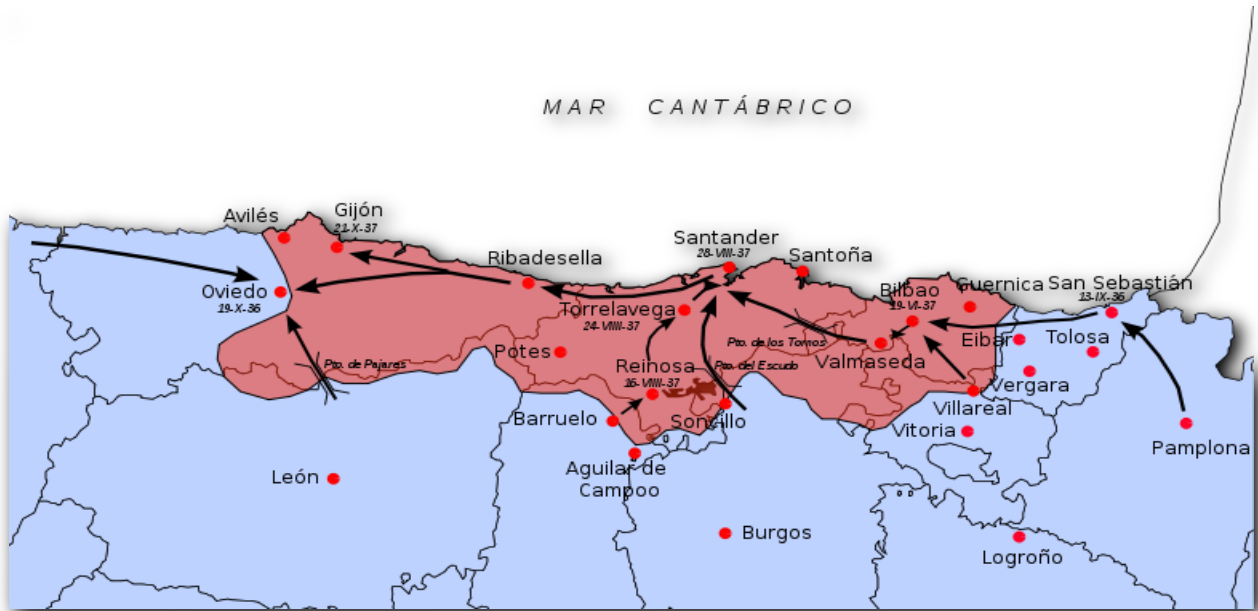 MAR CANTÁBRICO
Avilés
Gijón
21-X-37
Ribadesella
Santander
28-VIII-37
Santoña
Oviedo
19-X-36
Torrelavega
24-VIIII-37
Bilbao
19-VI-37
Guernica
San Sebastián
13-IX-36
Eibar
Tolosa
Pto. de Pajares
Potes
Pto. de los Tornos
Valmaseda
Reinosa
16-VIIII-37
Pto. del Escudo
Vergara
Barruelo
Soncillo
Villareal
Vitoria
Pamplona
León
Aguilar de
Campoo
Burgos
Logroño